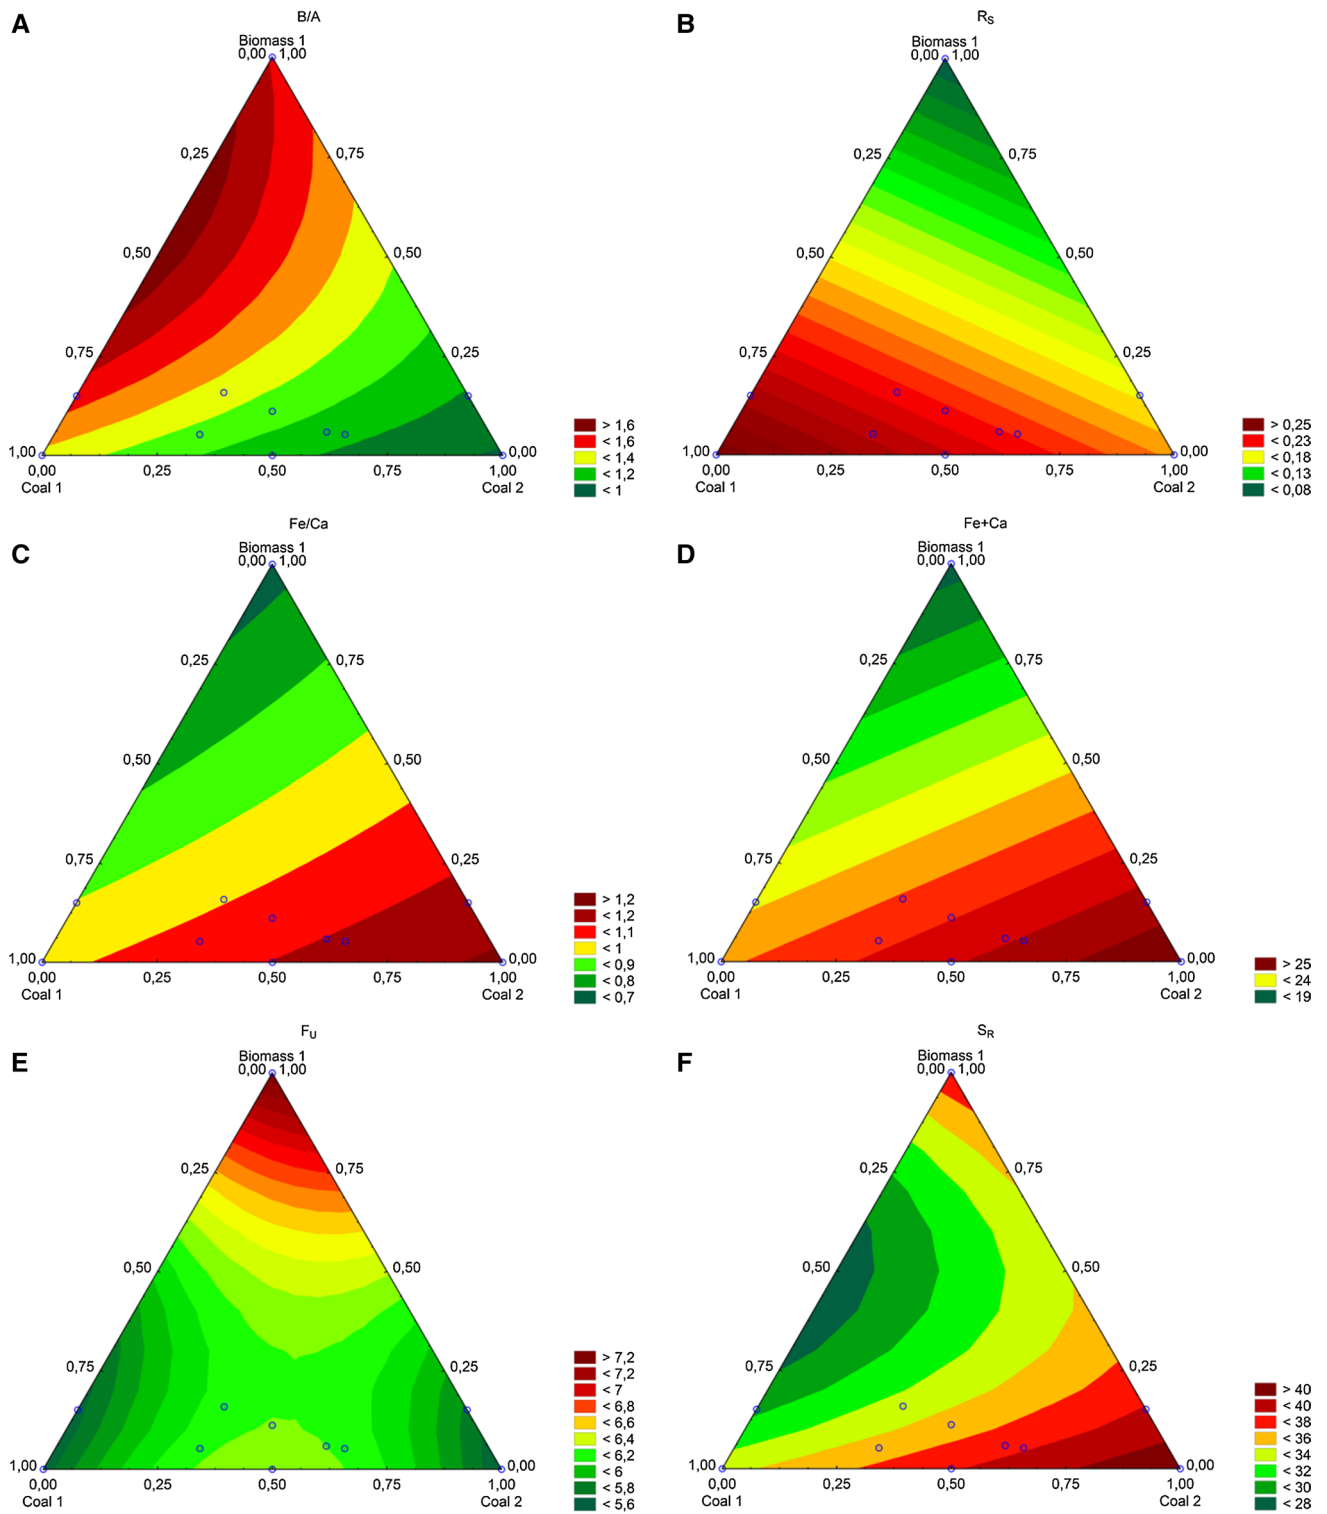 A
B/A
Biomass 1
0,00 1,00
0,25 0,75
0,50 0,50
0,75 0,25
1,00 0,00
0,00 0,25 0,50 0,75 1,00
Coal 1 Coal 2
> 1,6
< 1,6
< 1,4
< 1,2
< 1
B
RS
Biomass 1
0,00 1,00
0,25 0,75
0,50 0,50
0,75 0,25
1,00 0,00
0,00 0,25 0,50 0,75 1,00
Coal 1 Coal 2
> 0,25
< 0,23
< 0,18
< 0,13
< 0,08
C
Fe/Ca
Biomass 1
0,00 1,00
0,25 0,75
0,50 0,50
0,75 0,25
1,00 0,00
0,00 0,25 0,50 0,75 1,00
Coal 1 Coal 2
> 1,2
< 1,2
< 1,1
< 1
< 0,9
< 0,8
< 0,7
D
Fe+Ca
Biomass 1
0,00 1,00
0,25 0,75
0,50 0,50
0,75 0,25
1,00 0,00
0,00 0,25 0,50 0,75 1,00
Coal 1 Coal 2
> 25
< 24
< 19
E
FU
Biomass 1
0,00 1,00
0,25 0,75
0,50 0,50
0,75 0,25
1,00 0,00
0,00 0,25 0,50 0,75 1,00
Coal 1 Coal 2
> 7,2
< 7,2
< 7
< 6,8
< 6,6
< 6,4
< 6,2
< 6
< 5,8
< 5,6
F
SR
Biomass 1
0,00 1,00
0,25 0,75
0,50 0,50
0,75 0,25
1,00 0,00
0,00 0,25 0,50 0,75 1,00
Coal 1 Coal 2
> 40
< 40
< 38
< 36
< 34
< 32
< 30
< 28